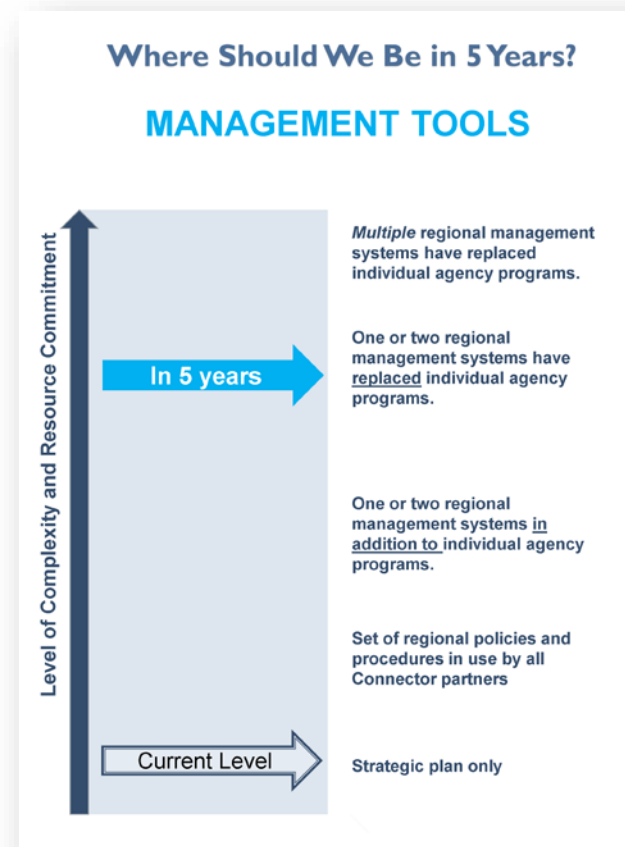 Where Should We Be in 5 Years?
MANAGEMENT TOOLS
Level of Complexity and Resource Commitment
Multiple regional management
systems have replaced
individual agency programs.
In 5 years
One or two regional
management systems have
replaced individual agency
programs.
One or two regional
management systems in
addition to individual agency
programs.
Set of regional policies and
procedures in use by all
Connector partners
Current Level
Strategic plan only